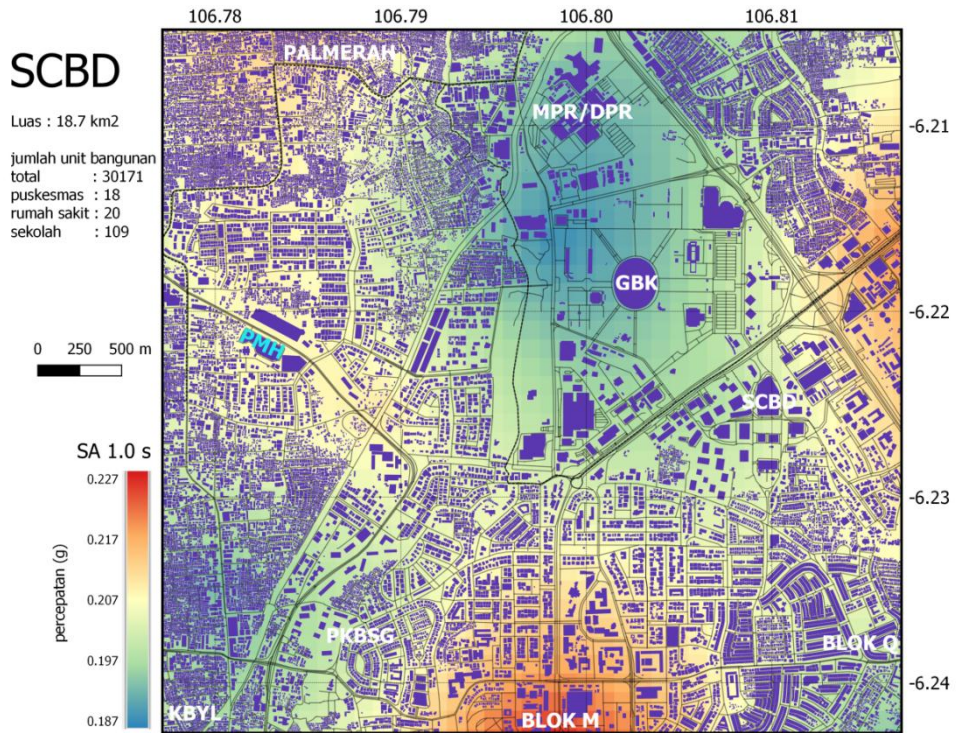 106.78
106.79
106.80
106.81
SCBD
Luas : 18.7 km2
jumlah unit bangunan
total : 30171
puskesmas : 18
rumah sakit : 20
sekolah : 109
0 250 500 m
SA 1.0 s
percepatan (g)
0.227
0.217
0.207
0.197
0.187
PALMERAH
MPR/DPR
GBK
PMH
SCBD
PKBSG
BLOK Q
KBYL
BLOK M
-6.21
-6.22
-6.23
-6.24